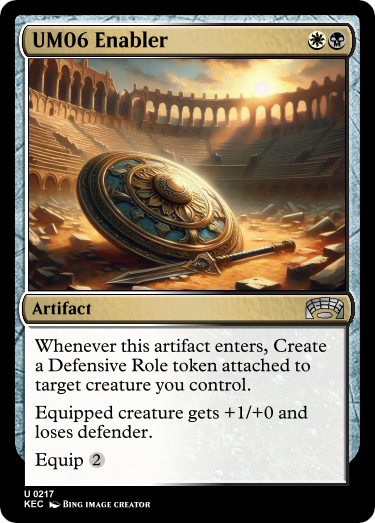 UM06 Enabler
Artifact
Whenever this artifact enters, Create
a Defensive Role token attached to
target creature you control.
Equipped creature gets +1/+0 and
loses defender.
Equip 2
U 0217
KEC Bing Image Creator